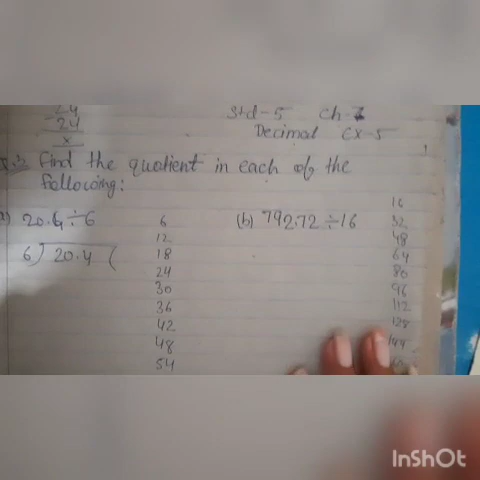 24
24
x
Std-5 Ch-7
Decimal Ex-5
Q.2 Find the quotient in each of the
following:
a) 20.4÷6
6)20.4(
6
12
18
24
30
36
42
48
54
(b) 792.72÷16
16
32
48
64
80
96
112
128
144
InShOt